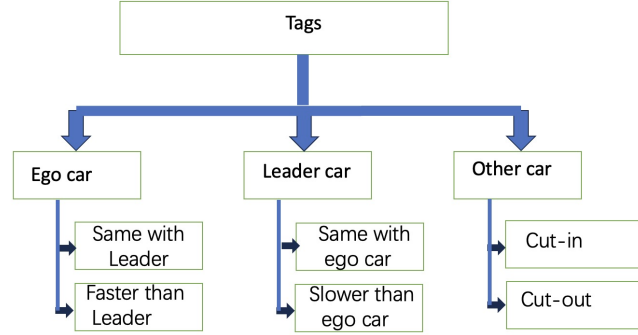 Tags
Ego car
Leader car
Other car
Same with
Leader
Faster than
Leader
Same with
ego car
Slower than
ego car
Cut-in
Cut-out